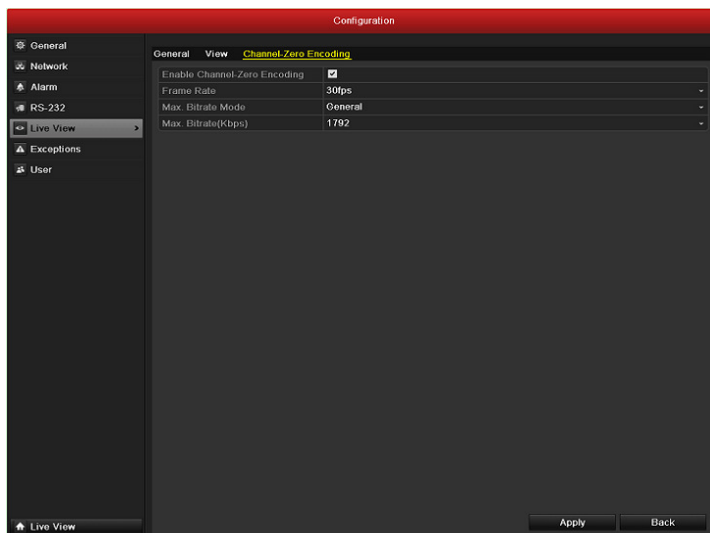 Configuration
General
Network
Alarm
RS-232
Live View >
Exceptions
User
General View Channel-Zero Encoding
Enable Channel-Zero Encoding
Frame Rate 30fps
Max. Bitrate Mode General
Max. Bitrate(Kbps) 1792
Live View
Apply Back